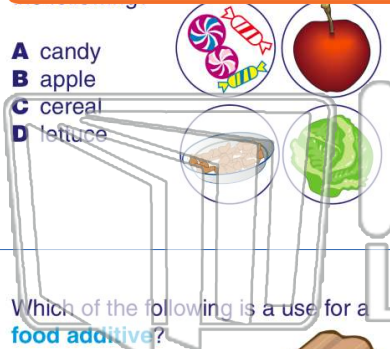 A candy
B apple
C cereal
D lettuce
Which of the following is a use for a
food additive?